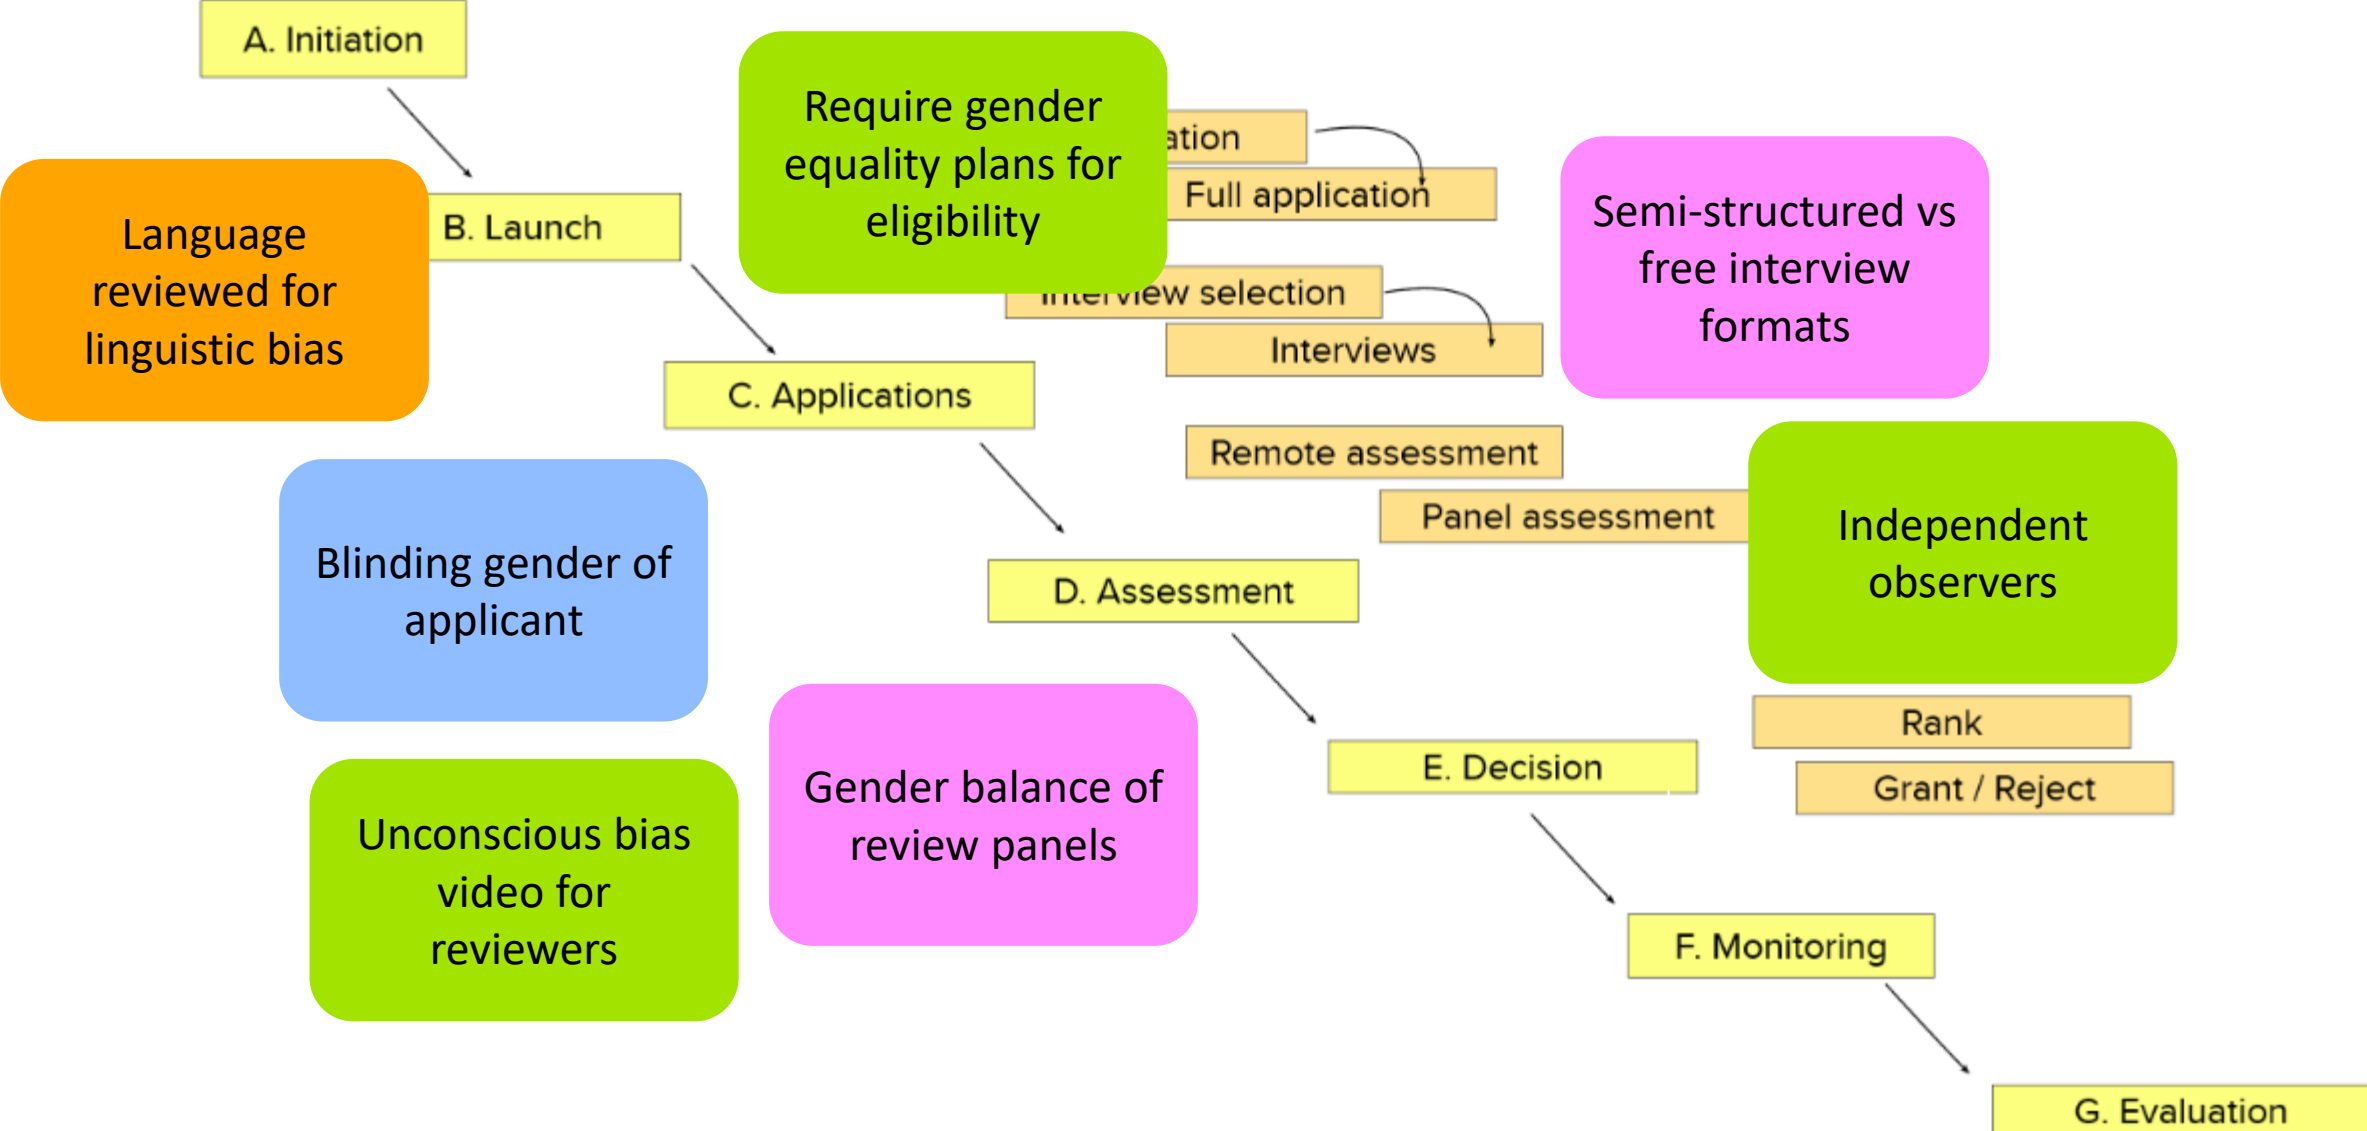 A. Initiation
Require gender
equality plans for
eligibility
Full application
Semi-structured vs
free interview
formats
Language
reviewed for
linguistic bias
B. Launch
Interview selection
Interviews
C. Applications
Remote assessment
Panel assessment
Independent
observers
Blinding gender of
applicant
D. Assessment
Rank
Gender balance of
review panels
E. Decision
Grant / Reject
Unconscious bias
video for
reviewers
F. Monitoring
G. Evaluation